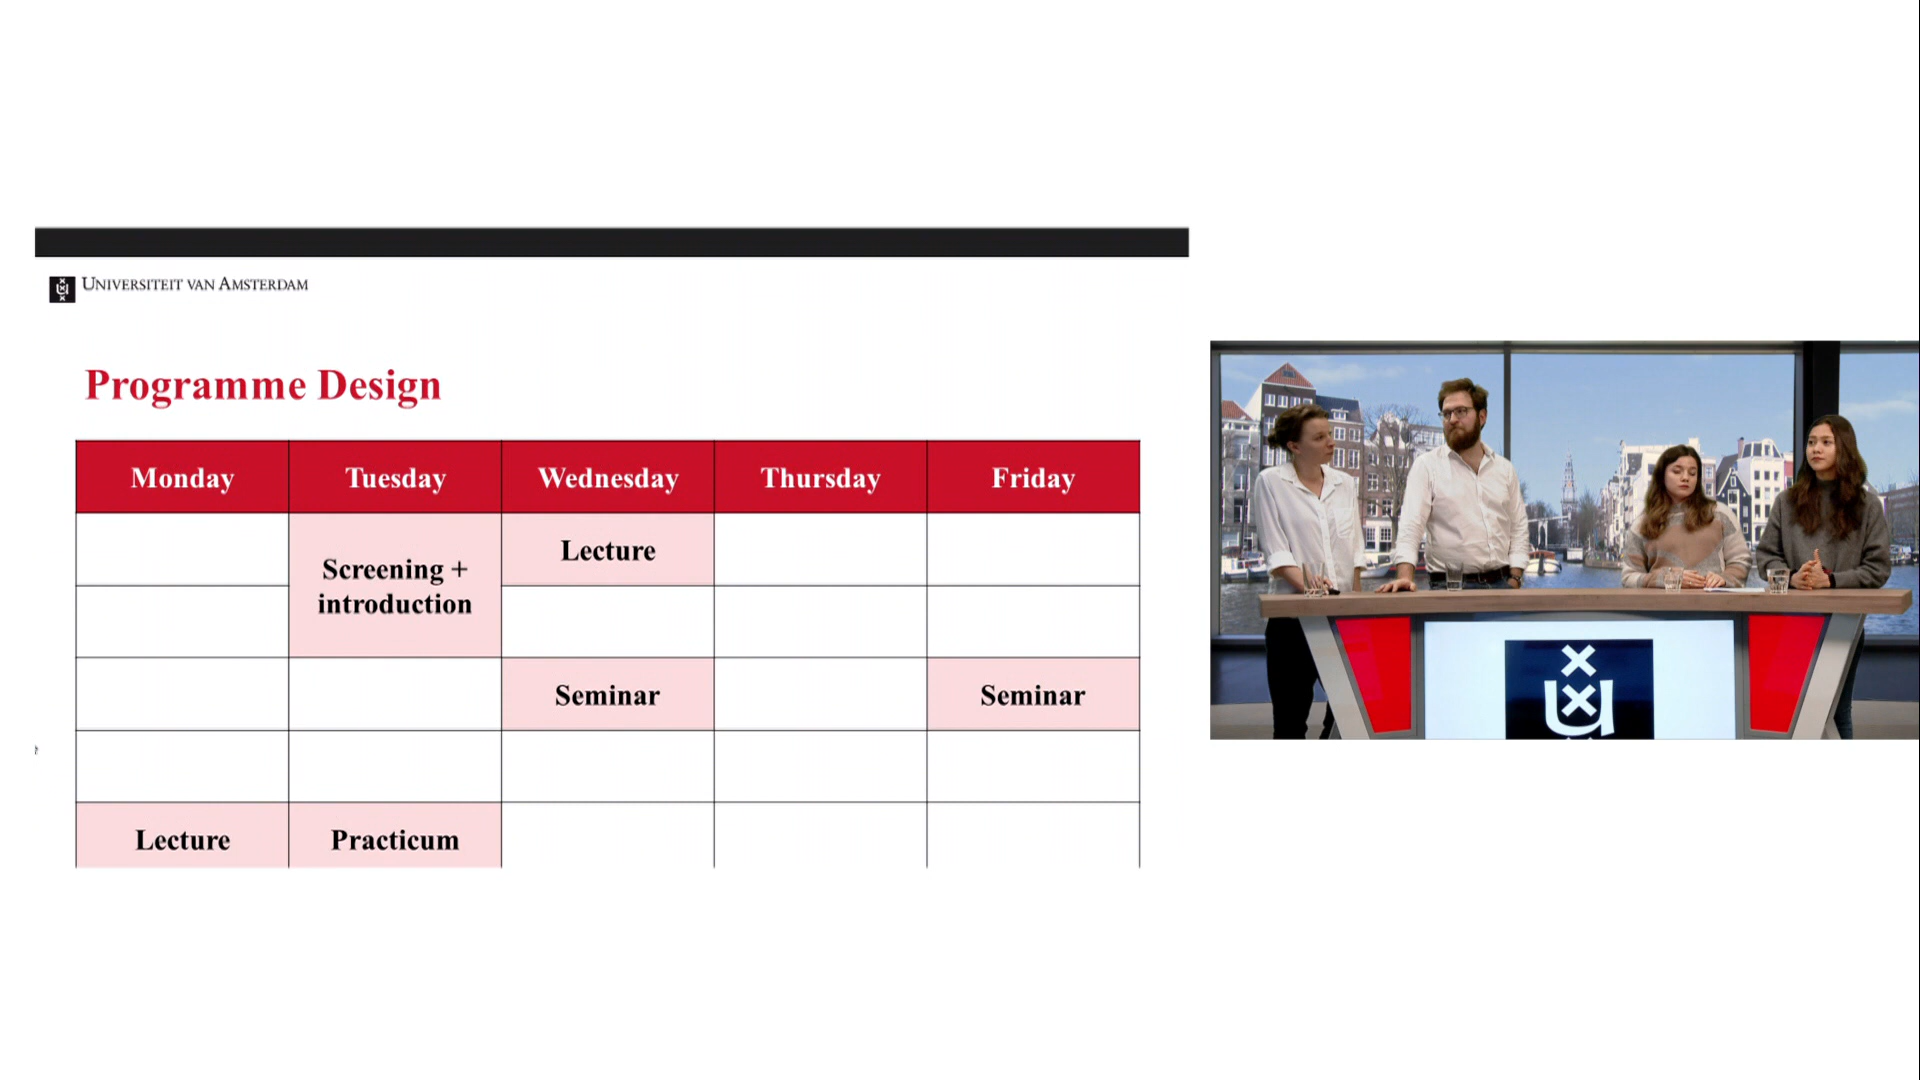 UNIVERSITEIT VAN AMSTERDAM
Programme Design
Monday Tuesday Wednesday Thursday Friday
Screening +
introduction
Lecture
Seminar Seminar
Lecture Practicum